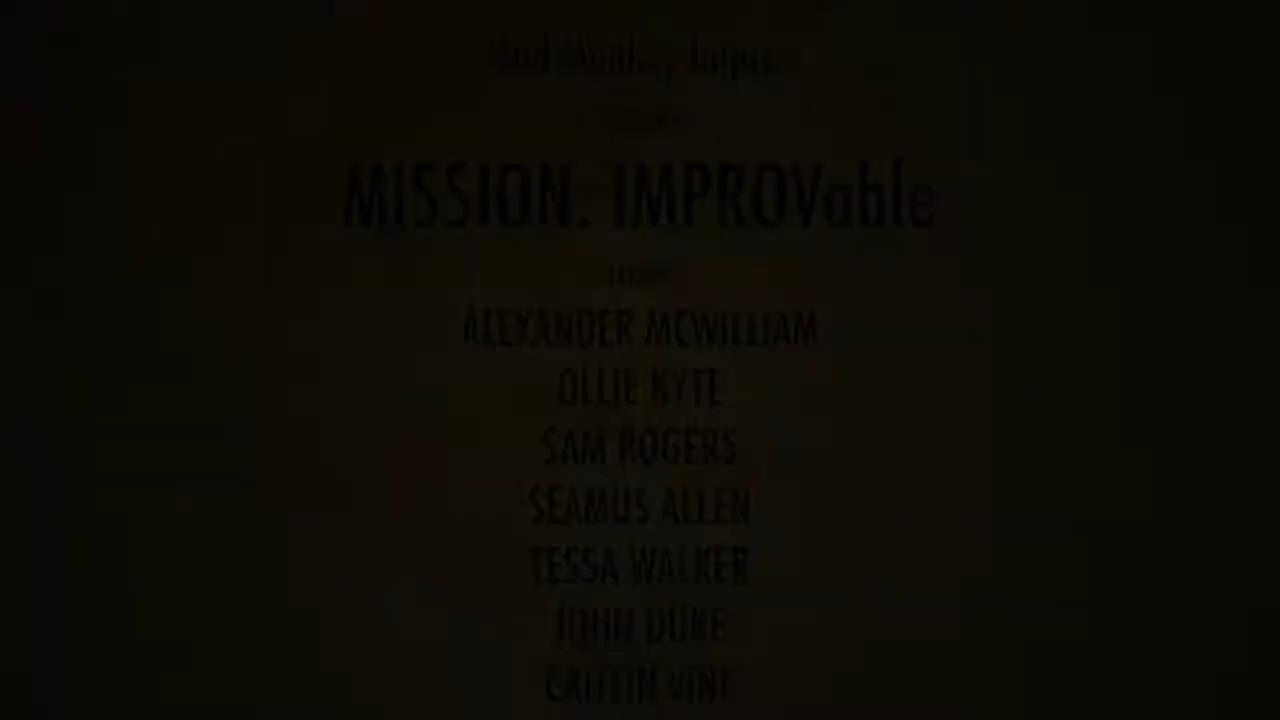 MISSION: IMPROVable
ALEXANDER MCWILLIAM
OLLIE KYTE
SAM ROGERS
SEAMUS ALLEN
TESSA WALKER
JOHN DUKE